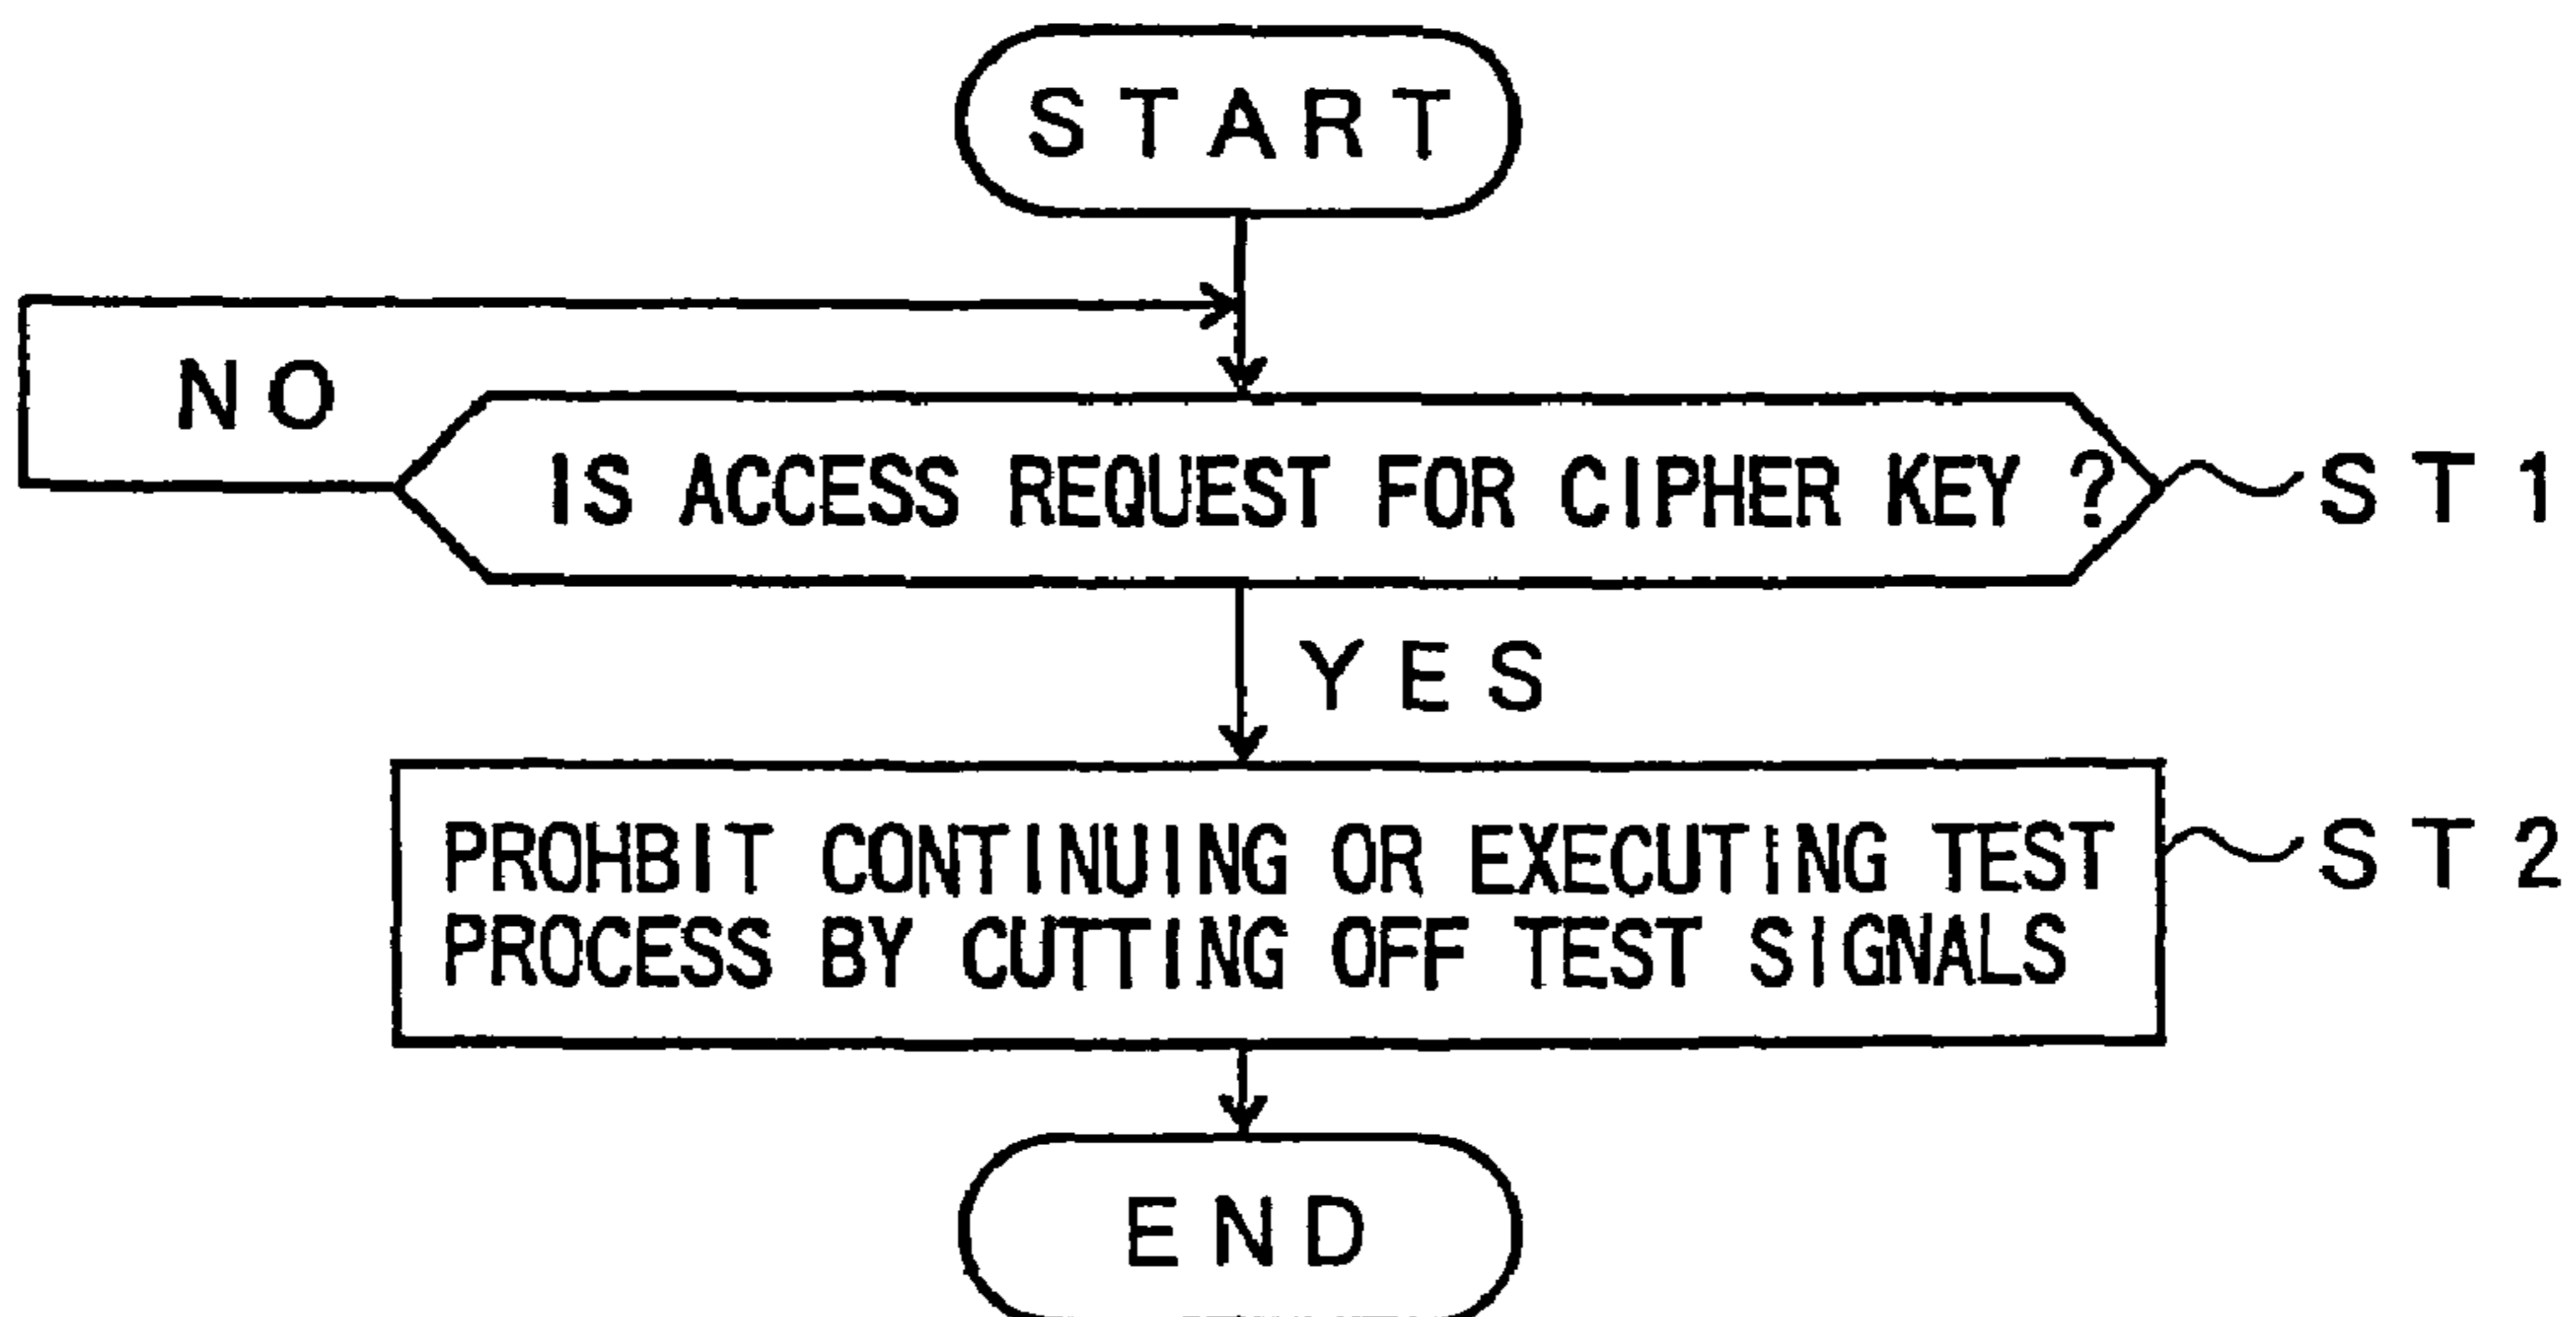 START
NO
IS ACCESS REQUEST FOR CIPHER KEY ?
ST1
YES
PROHBIT CONTINUING OR EXECUTING TEST
PROCESS BY CUTTING OFF TEST SIGNALS
ST2
END